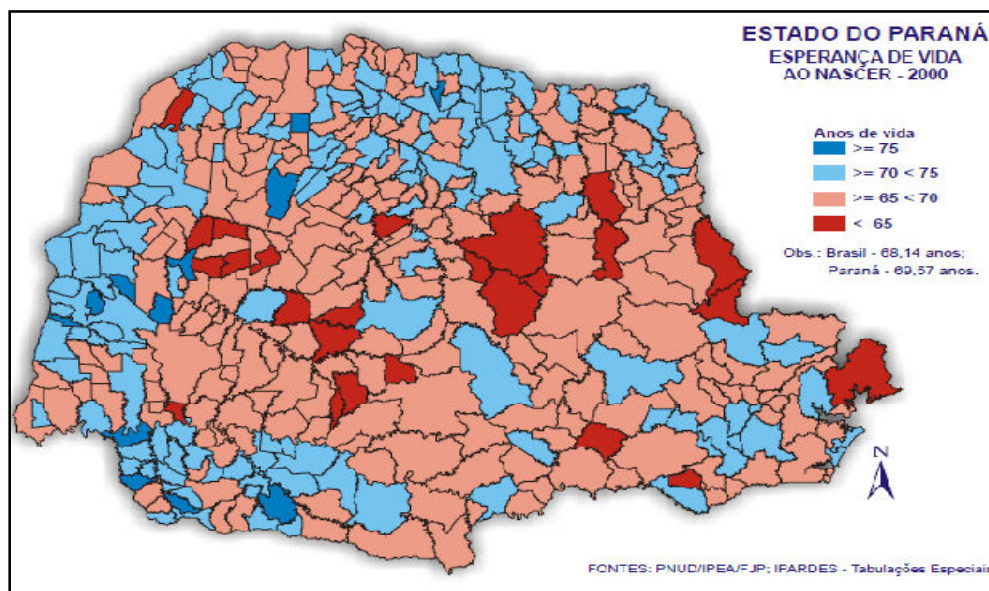 ESTADO DO PARANÁ
ESPERANÇA DE VIDA
AO NASCER - 2000
Anos de vida
>= 75
>= 70 < 75
>= 65 < 70
< 65
Obs.: Brasil - 68,14 anos;
Paraná - 69,57 anos.
N
FONTES: PNUD/IPEA/FJP; IPARDES - Tabulações Especiais